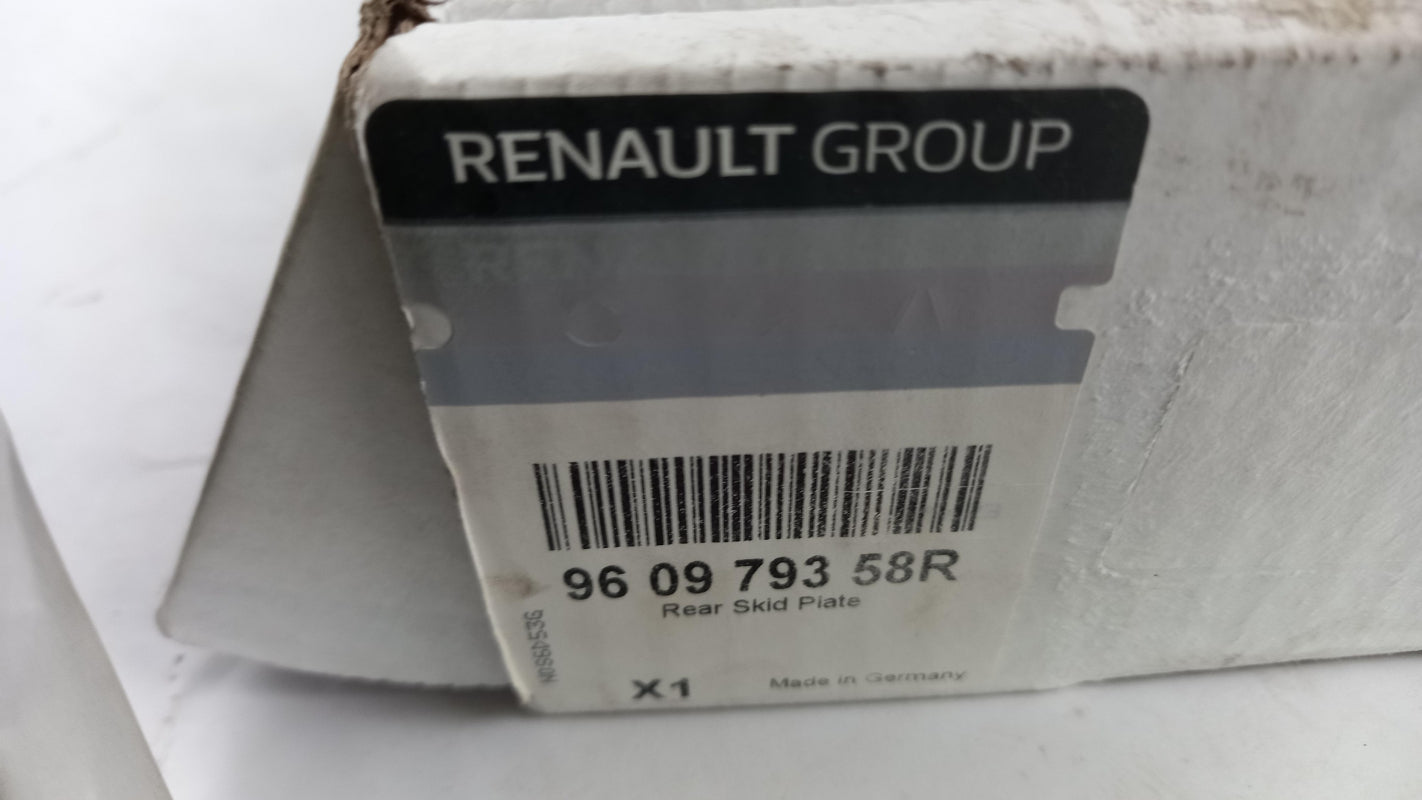 RENAULT GROUP
96 09 793 58R
Rear Skid Plate
X1
Made in Germany